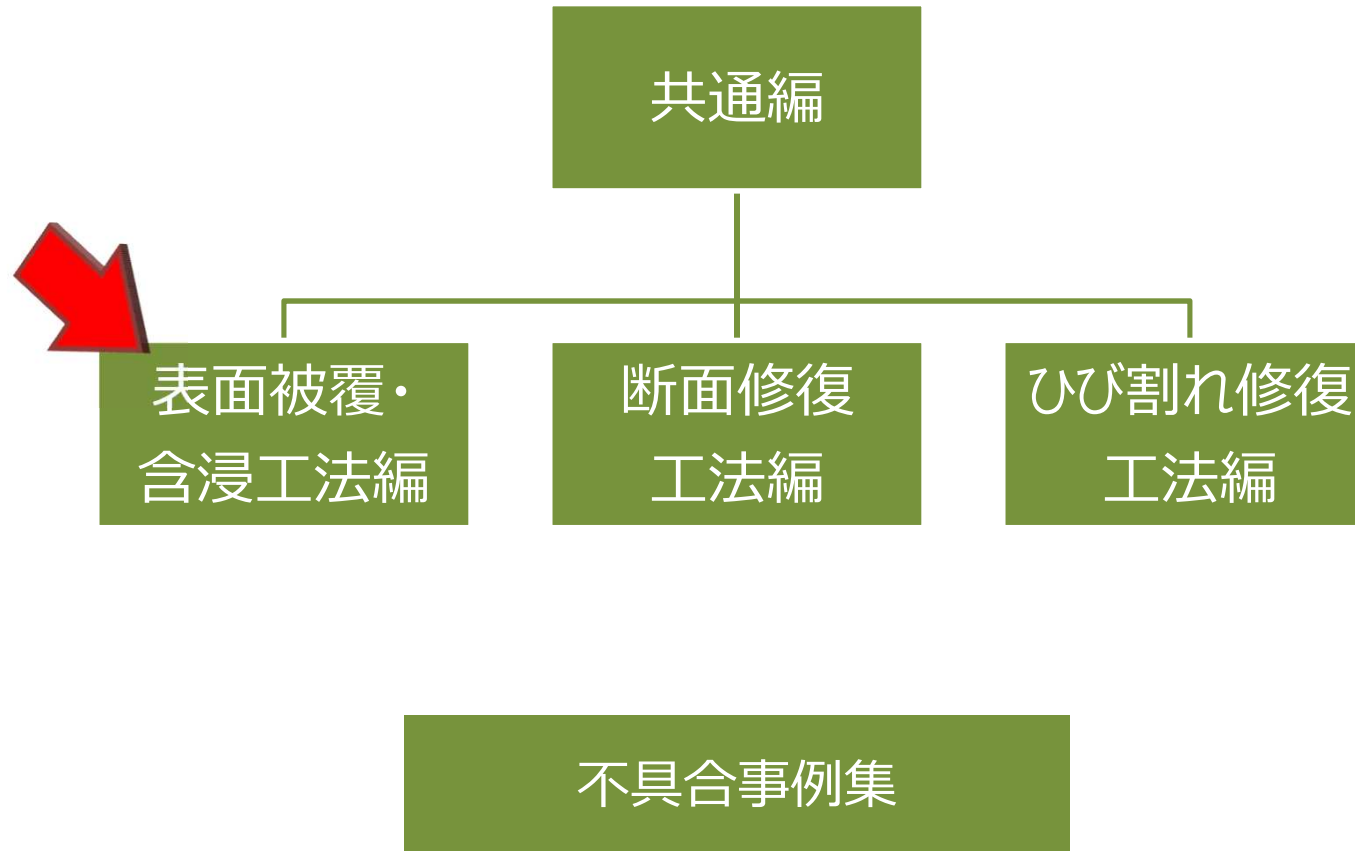 共通編
表面被覆・
含浸工法編
断面修復
工法編
ひび割れ修復
工法編
不具合事例集